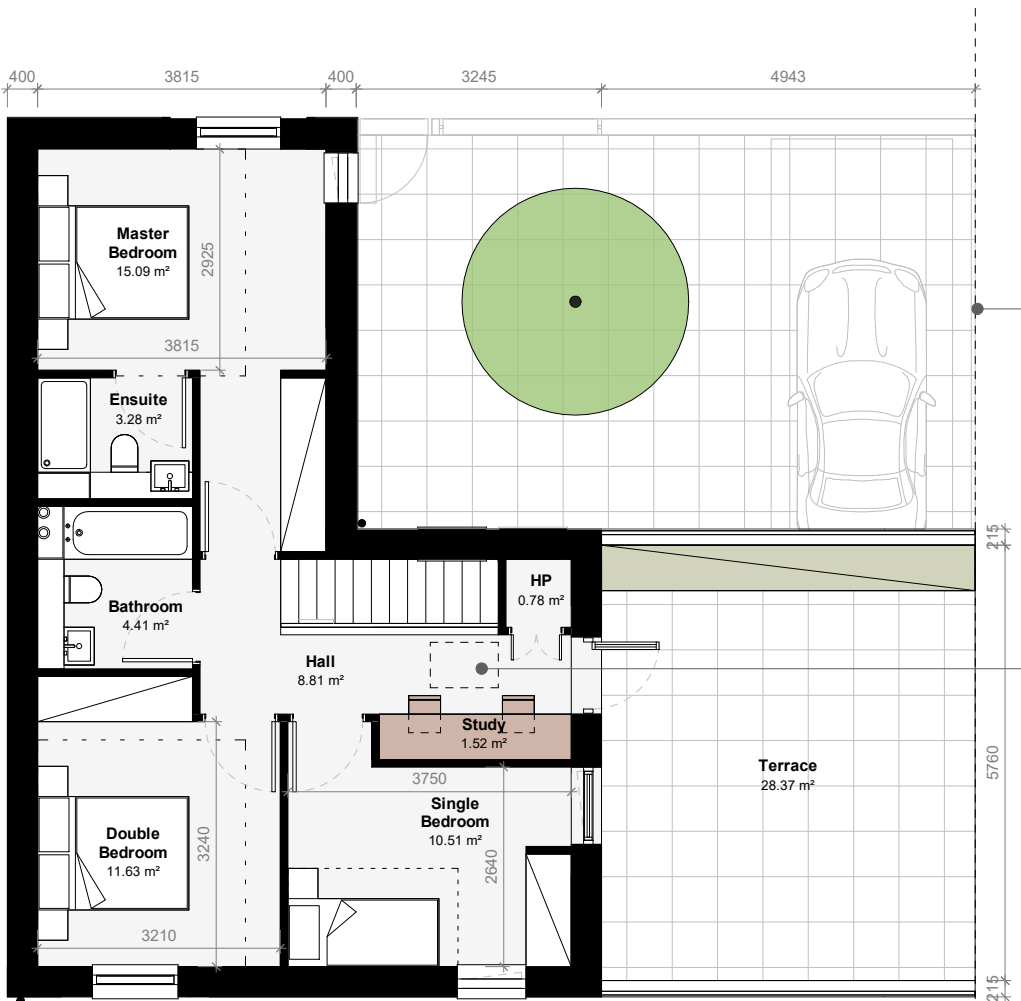 400
3815
400
3245
4943
Master
Bedroom
15.09 m²
2925
3815
Ensuite
3.28 m²
215
HP
0.78 m²
Bathroom
4.41 m²
Hall
8.81 m²
Study
1.52 m²
Terrace
28.37 m²
5760
3750
Single
Bedroom
10.51 m²
2640
Double
Bedroom
11.63 m²
3240
3210
215